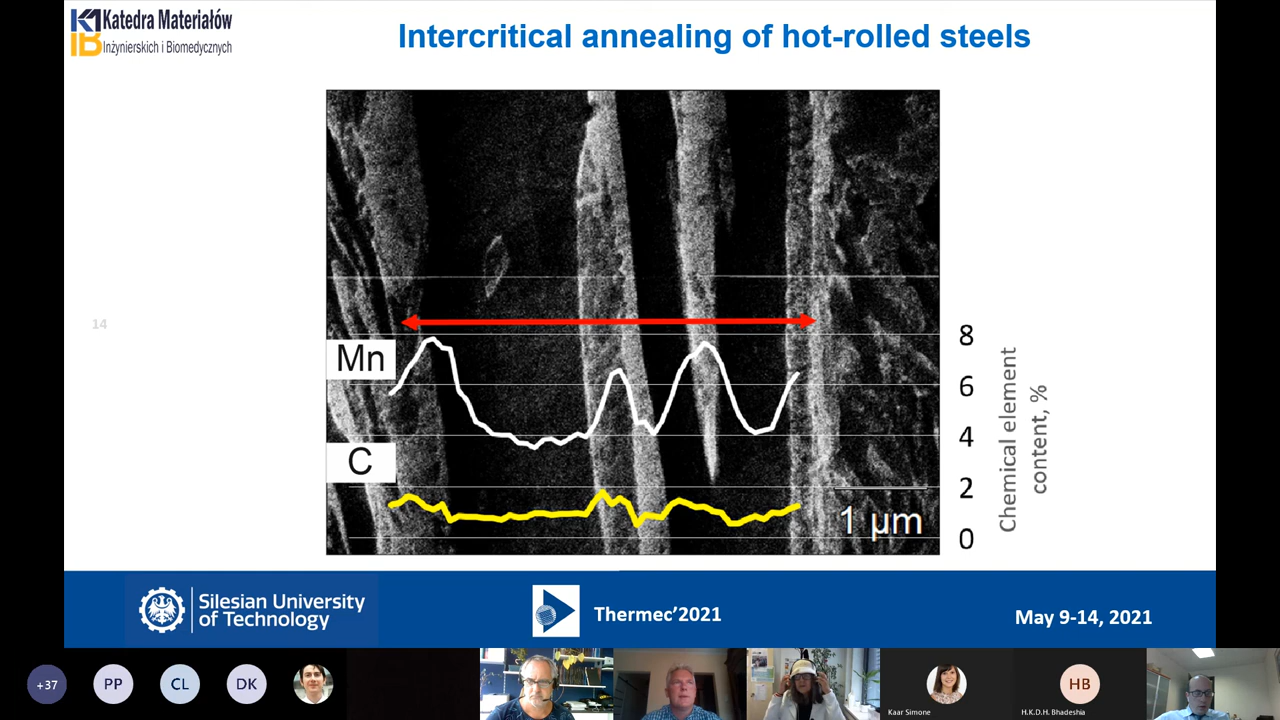 Katedra Materiałów
Inżynierskich i Biomedycznych
Intercritical annealing of hot-rolled steels
14
Mn
C
8
6
4
2
0
Chemical element
content, %
1 µm
Silesian University
of Technology
Thermec'2021
May 9-14, 2021
+37
PP
CL
DK
Kaar Simone
HB
H.K.D.H. Bhadeshia